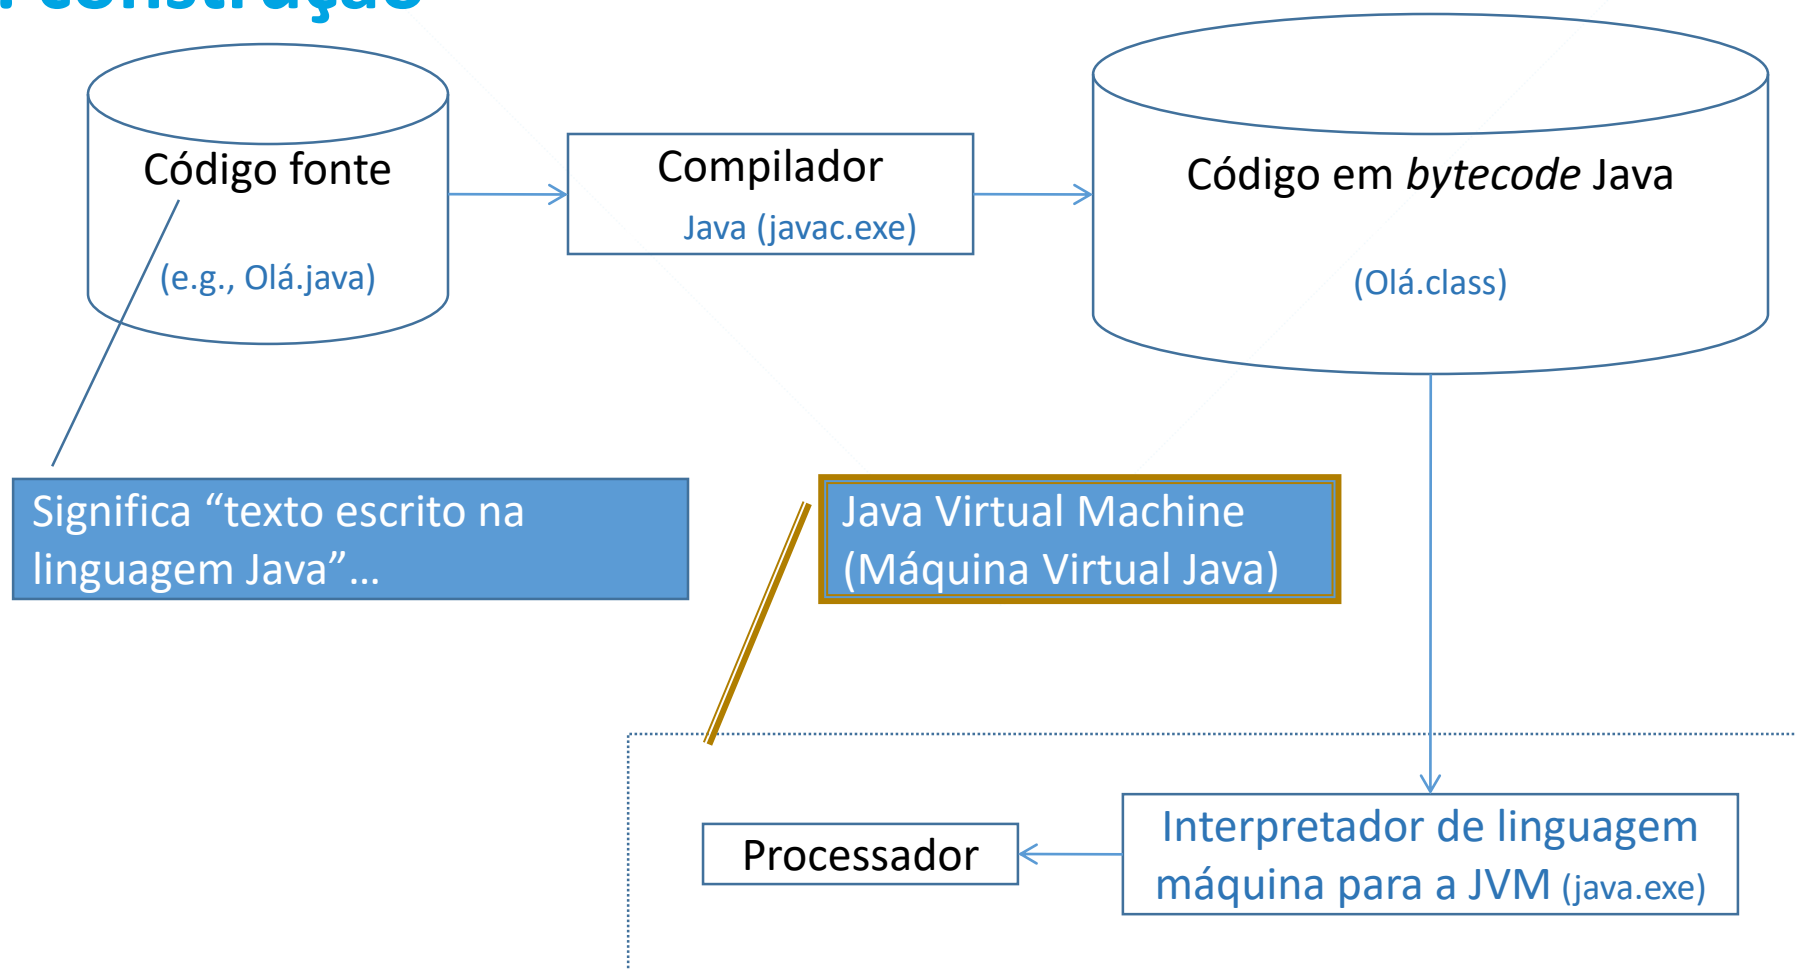 construção
Código fonte
(e.g., Olá.java)
Compilador
Java (javac.exe)
Código em bytecode Java
(Olá.class)
Significa “texto escrito na
linguagem Java”…
Java Virtual Machine
(Máquina Virtual Java)
Processador
Interpretador de linguagem
máquina para a JVM (java.exe)